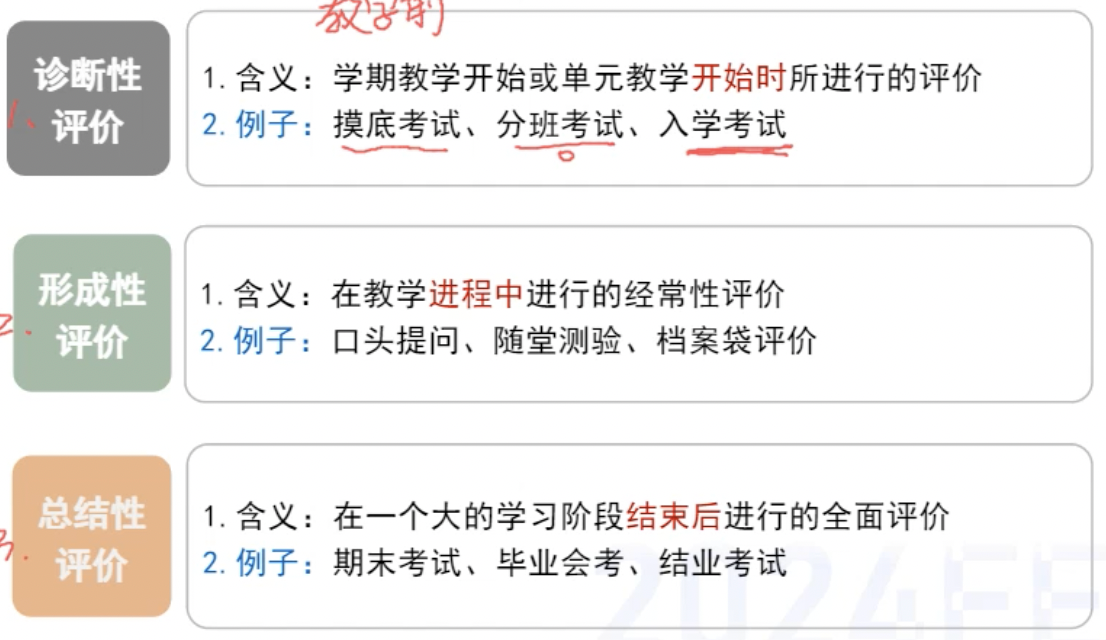 教学前
诊断性
评价
1. 含义：学期教学开始或单元教学开始时所进行的评价
2. 例子：摸底考试、分班考试、入学考试
1、
形成性
评价
1. 含义：在教学进程中进行的经常性评价
2. 例子：口头提问、随堂测验、档案袋评价
2.
总结性
评价
1. 含义：在一个大的学习阶段结束后进行的全面评价
2. 例子：期末考试、毕业会考、结业考试
3.